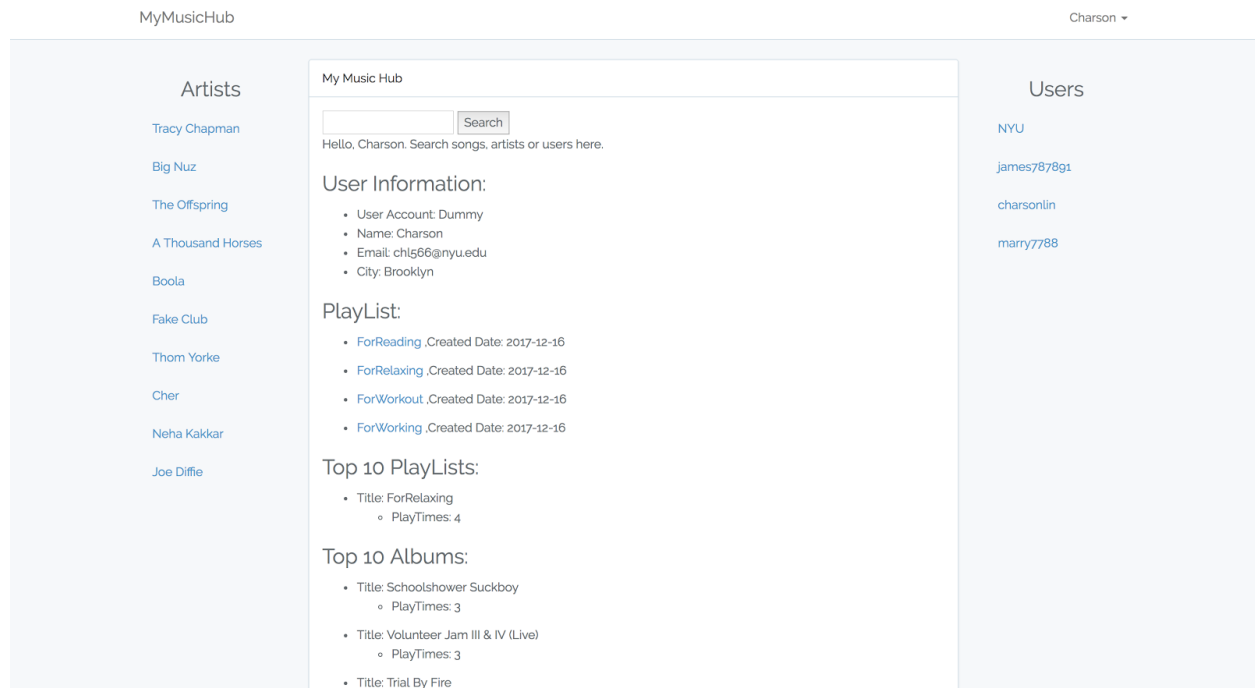 MyMusicHub
Charson
Artists
Tracy Chapman
Big Nuz
The Offspring
A Thousand Horses
Boola
Fake Club
Thom Yorke
Cher
Neha Kakkar
Joe Diffie
My Music Hub
Search
Hello, Charson. Search songs, artists or users here.
User Information:
User Account: Dummy
Name: Charson
Email: chl566@nyu.edu
City: Brooklyn
PlayList:
ForReading ,Created Date: 2017-12-16
ForRelaxing ,Created Date: 2017-12-16
ForWorkout ,Created Date: 2017-12-16
ForWorking ,Created Date: 2017-12-16
Top 10 PlayLists:
Title: ForRelaxing
PlayTimes: 4
Top 10 Albums:
Title: Schoolshower Suckboy
PlayTimes: 3
Title: Volunteer Jam III & IV (Live)
PlayTimes: 3
Title: Trial By Fire
Users
NYU
james787891
charsonlin
marry7788